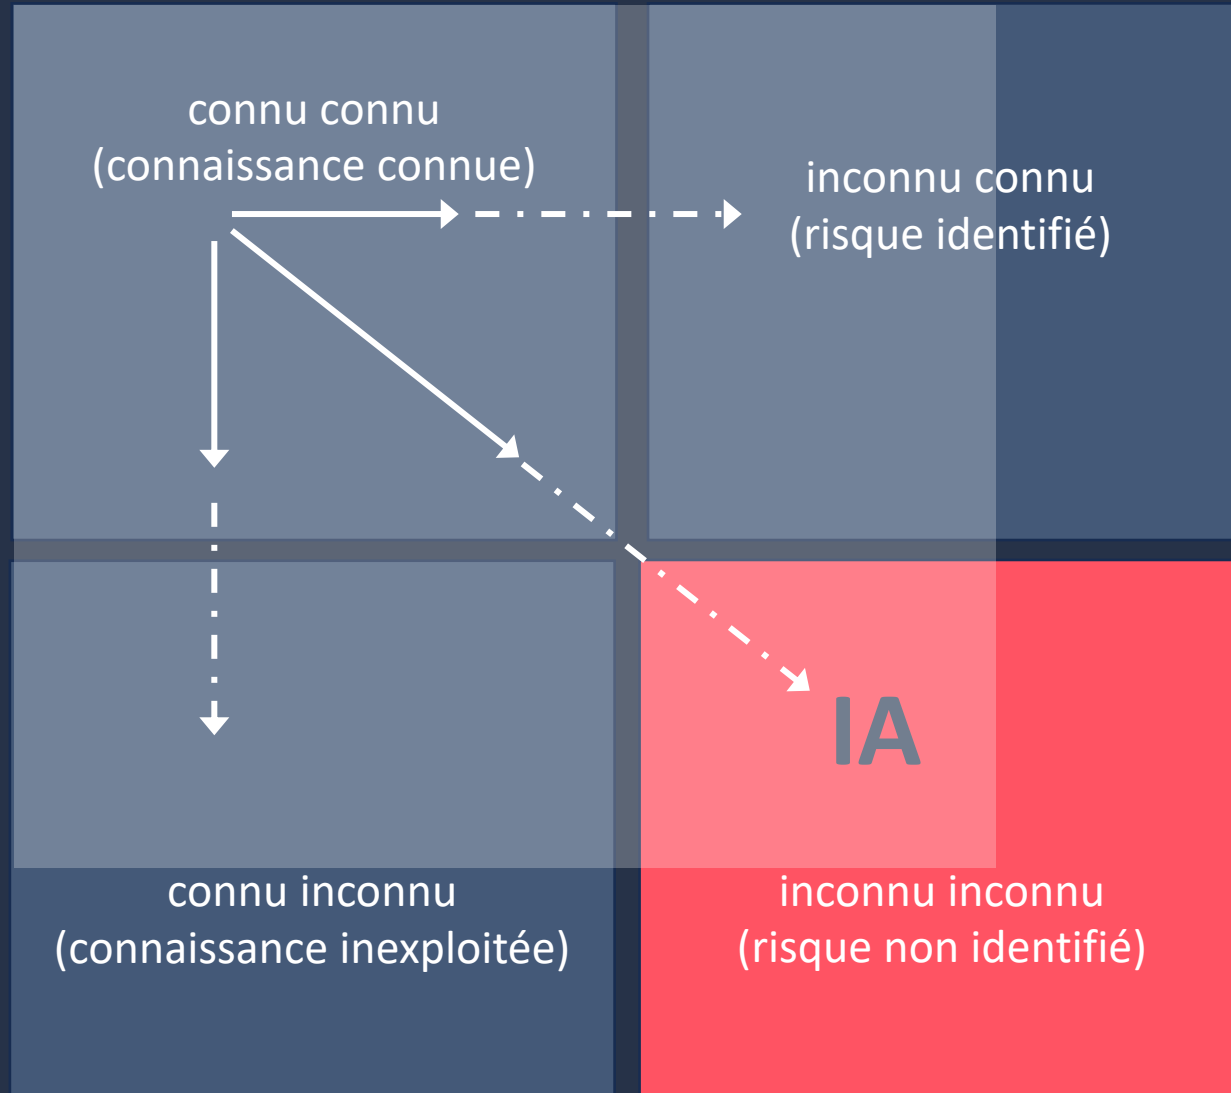 connu connu
(connaissance connue)
inconnu connu
(risque identifié)
IA
connu inconnu
(connaissance inexploitée)
inconnu inconnu
(risque non identifié)